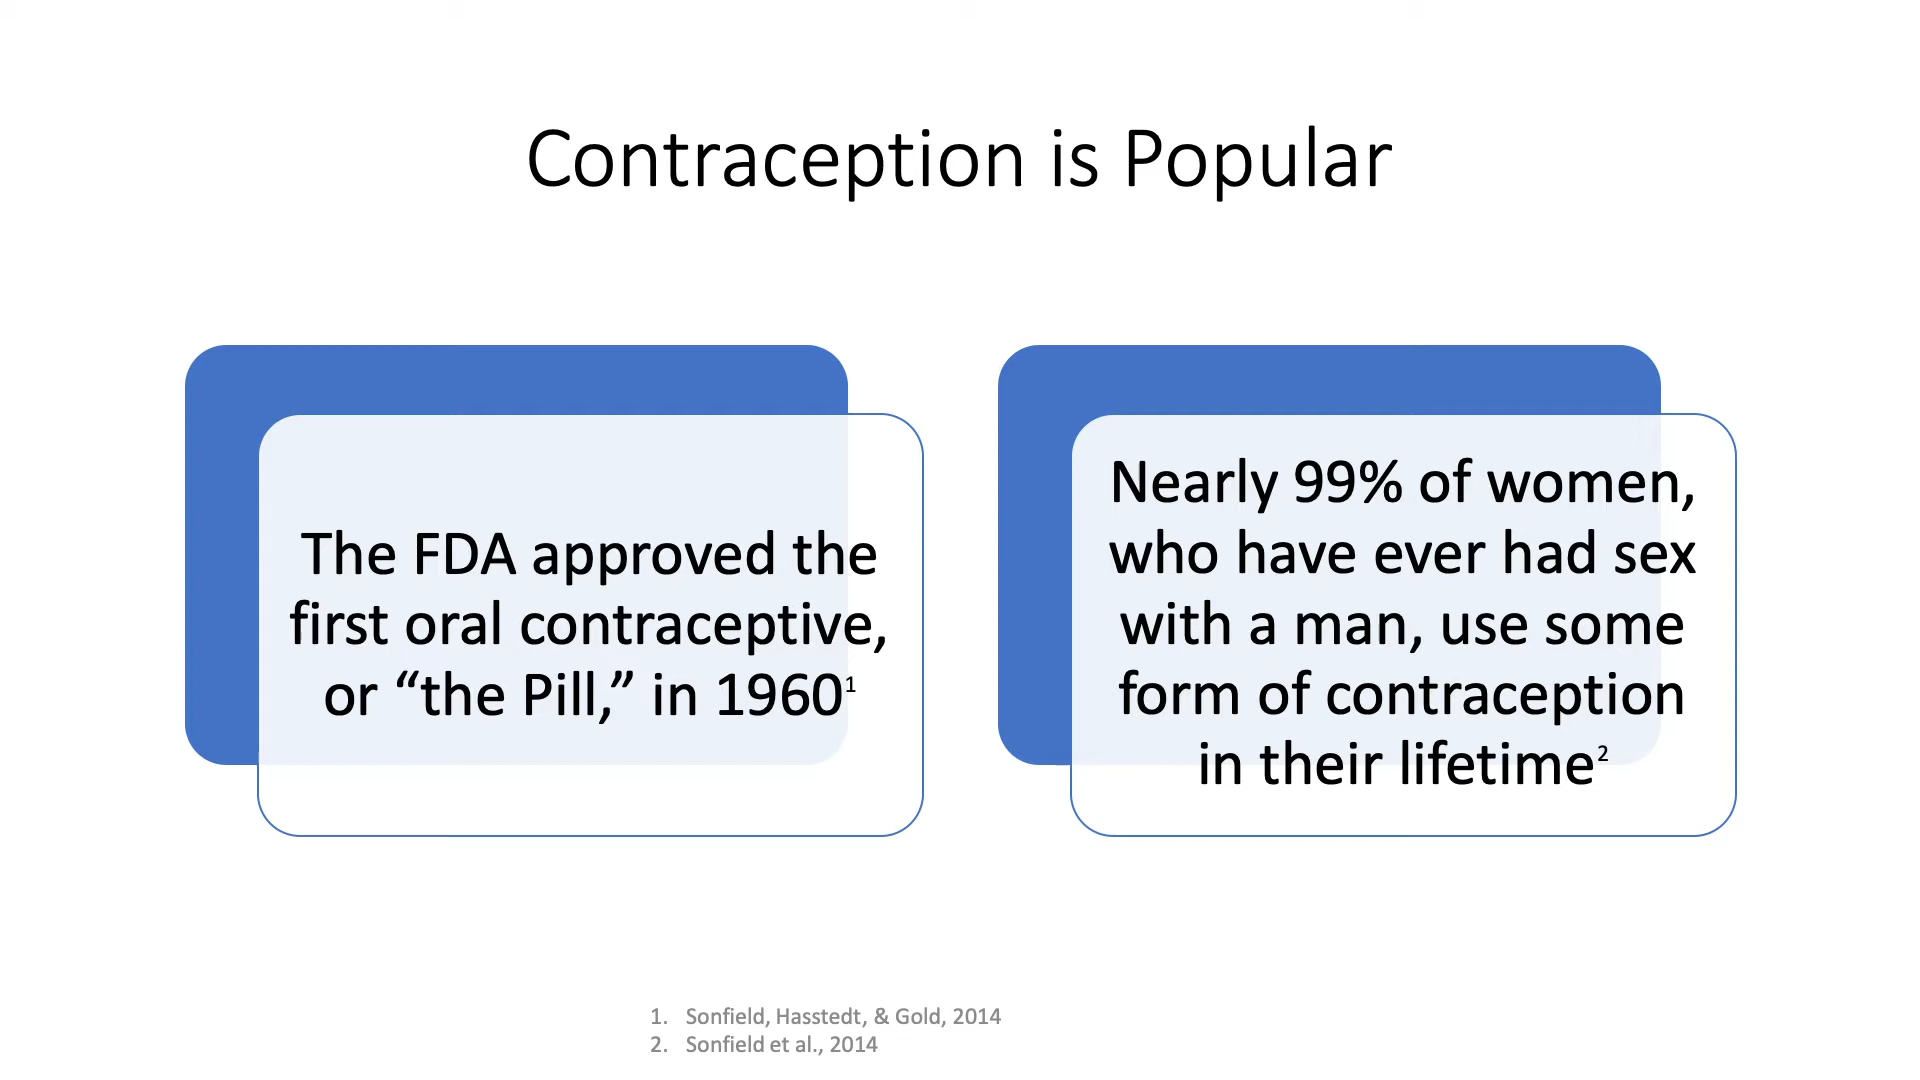 Contraception is Popular
The FDA approved the
first oral contraceptive,
or “the Pill,” in 1960¹
Nearly 99% of women,
who have ever had sex
with a man, use some
form of contraception
in their lifetime²
1. Sonfield, Hasstedt, & Gold, 2014
2. Sonfield et al., 2014